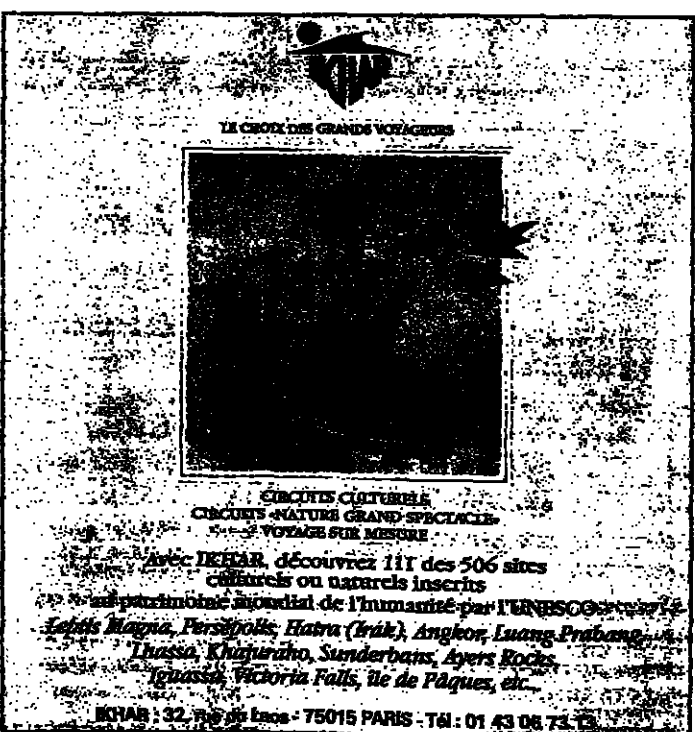 IKHAR
LE CHOIX DES GRANDS VOYAGEURS
CIRCUITS CULTURELS
CIRCUITS «NATURE GRAND SPECTACLE»
VOYAGE SUR MESURE
Avec IKHAR, découvrez 111 des 506 sites
culturels ou naturels inscrits
au patrimoine mondial de l'humanité par l'UNESCO
Leptis Magna, Persépolis, Hatra (Irak), Angkor, Luang Prabang,
Lhassa, Khajuraho, Sunderbans, Ayers Rocks,
Iguassu, Victoria Falls, île de Pâques, etc...
IKHAR : 32, rue du - 75015 PARIS - Tél : 01 43 06 73 13